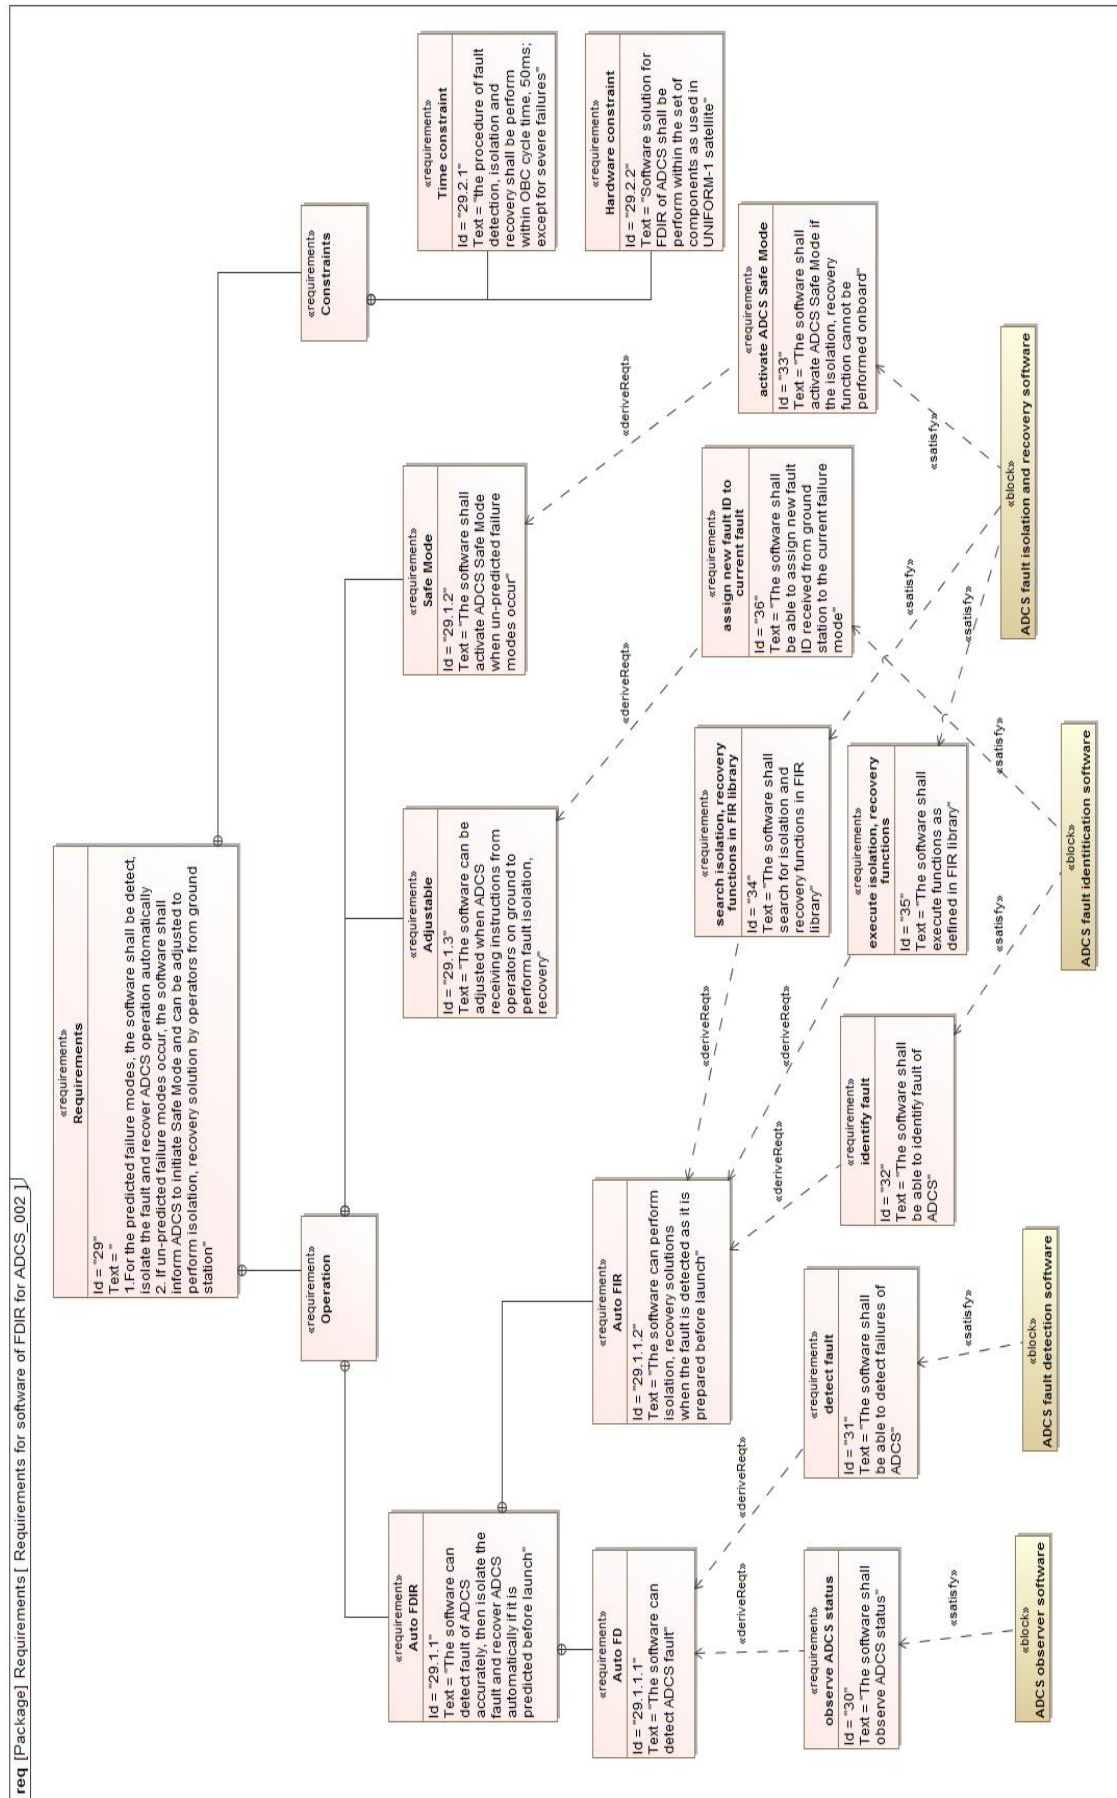 req [Package] Requirements [ Requirements for software of FDIR for ADCS_002 ]
«requirement»
Requirements
Id = "29"
Text = "
1.For the predicted failure modes, the software shall be detect,
isolate the fault and recover ADCS operation automatically
2. If un-predicted failure modes occur, the software shall
inform ADCS to initiate Safe Mode and can be adjusted to
perform isolation, recovery solution by operators from ground
station"
«requirement»
Operation
«requirement»
Constraints
«requirement»
Auto FDIR
Id = "29.1.1"
Text = "The software can
detect fault of ADCS
accurately, then isolate the
fault and recover ADCS
automatically if it is
predicted before launch"
«requirement»
Adjustable
Id = "29.1.3"
Text = "The software can be
adjusted when ADCS
receiving instructions from
operators on ground to
perform fault isolation,
recovery"
«requirement»
Safe Mode
Id = "29.1.2"
Text = "The software shall
activate ADCS Safe Mode
when un-predicted failure
modes occur"
«requirement»
Time constraint
Id = "29.2.1"
Text = "the procedure of fault
detection, isolation and
recovery shall be perform
within OBC cycle time, 50ms;
except for severe failures"
«requirement»
Hardware constraint
Id = "29.2.2"
Text = "Software solution for
FDIR of ADCS shall be
perform within the set of
components as used in
UNIFORM-1 satellite"
«requirement»
Auto FD
Id = "29.1.1.1"
Text = "The software can
detect ADCS fault"
«requirement»
Auto FIR
Id = "29.1.1.2"
Text = "The software can perform
isolation, recovery solutions
when the fault is detected as it is
prepared before launch"
«deriveReqt»
«deriveReqt»
«deriveReqt»
«deriveReqt»
«deriveReqt»
«deriveReqt»
«deriveReqt»
«requirement»
observe ADCS status
Id = "30"
Text = "The software shall
observe ADCS status"
«requirement»
detect fault
Id = "31"
Text = "The software shall
be able to detect failures of
ADCS"
«requirement»
identify fault
Id = "32"
Text = "The software shall
be able to identify fault of
ADCS"
«requirement»
search isolation, recovery
functions in FIR library
Id = "34"
Text = "The software shall
search for isolation and
recovery functions in FIR
library"
«requirement»
execute isolation, recovery
functions
Id = "35"
Text = "The software shall
execute functions as
defined in FIR library"
«requirement»
assign new fault ID to
current fault
Id = "36"
Text = "The software shall
be able to assign new fault
ID received from ground
station to the current failure
mode"
«requirement»
activate ADCS Safe Mode
Id = "33"
Text = "The software shall
activate ADCS Safe Mode if
the isolation, recovery
function cannot be
performed onboard"
«satisfy»
«satisfy»
«satisfy»
«satisfy»
«satisfy»
«satisfy»
«satisfy»
«block»
ADCS observer software
«block»
ADCS fault detection software
«block»
ADCS fault identitication software
«block»
ADCS fault isolation and recovery software